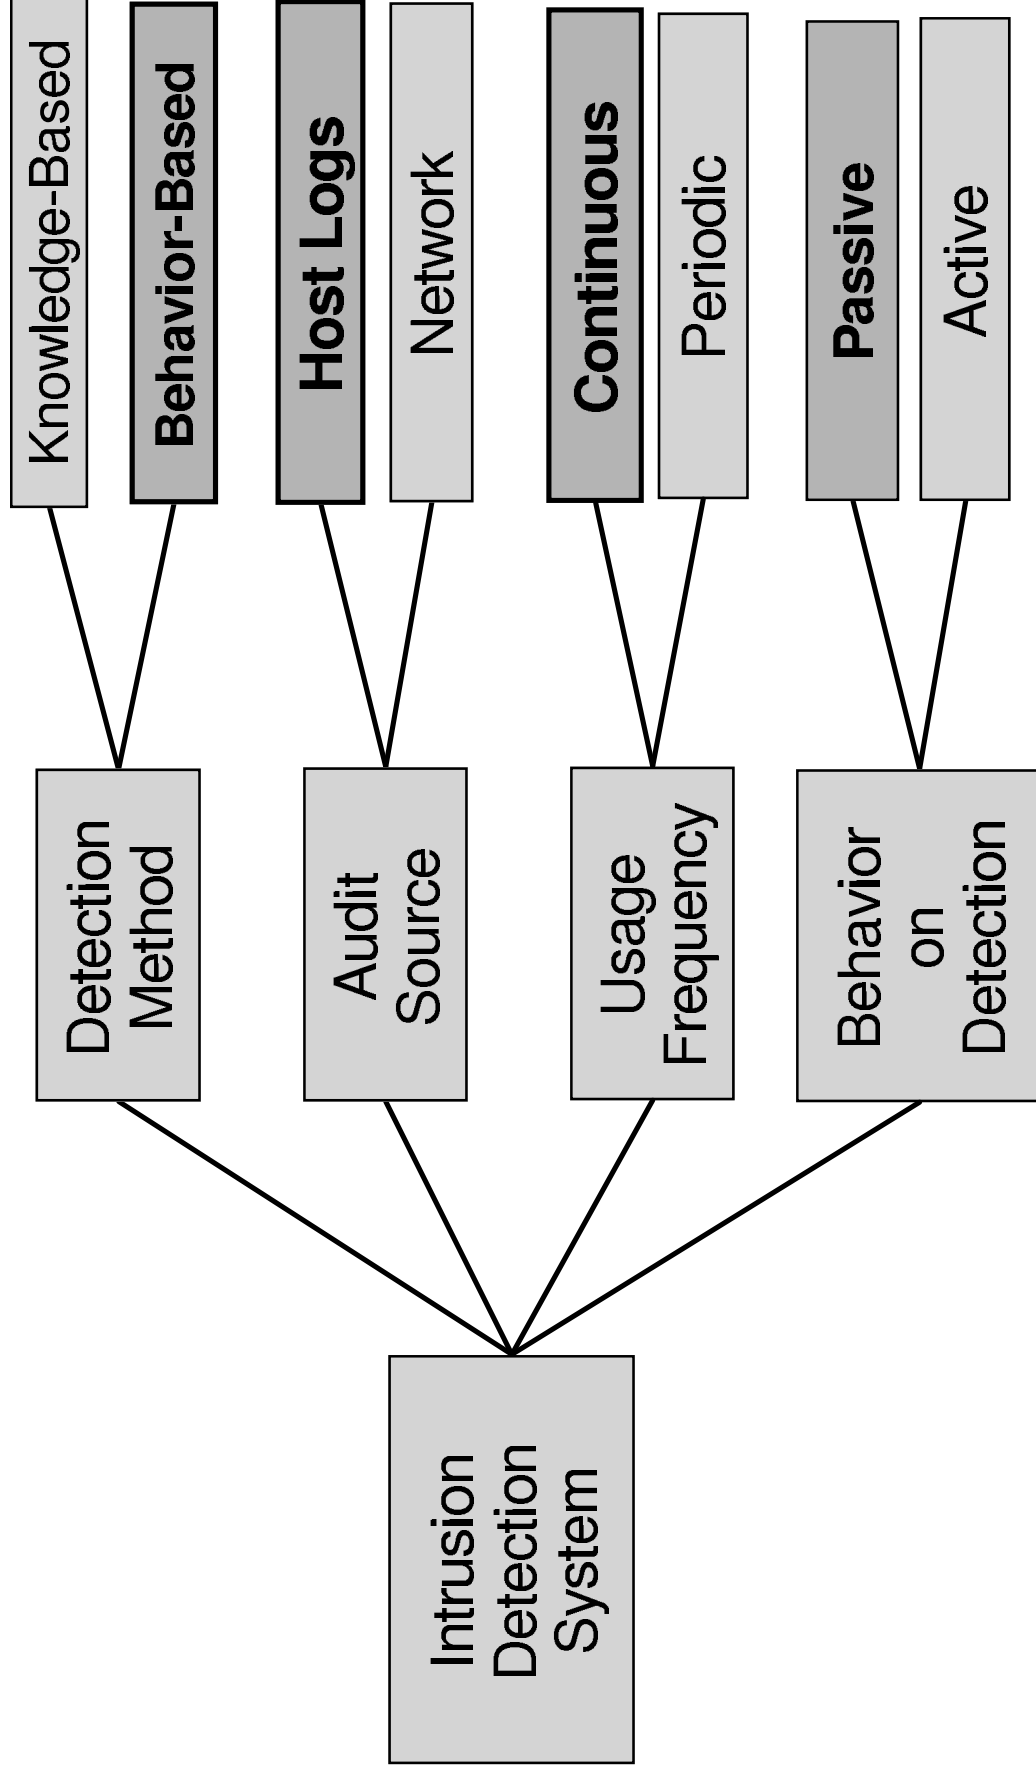 Intrusion
Detection
System
Detection
Method
Audit
Source
Usage
Frequency
Behavior
on
Detection
Knowledge-Based
Behavior-Based
Host Logs
Network
Continuous
Periodic
Passive
Active